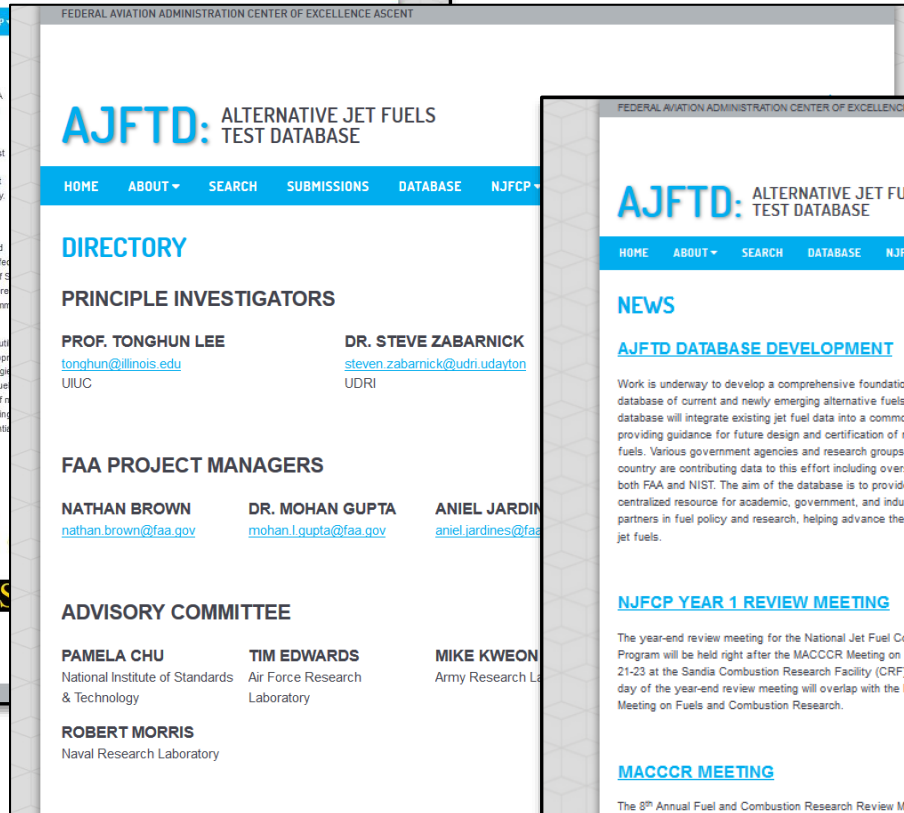 FEDERAL AVIATION ADMINISTRATION CENTER OF EXCELLENCE ASCENT
AJFTD: ALTERNATIVE JET FUELS
TEST DATABASE
HOME ABOUT SEARCH SUBMISSIONS DATABASE NJFCP
DIRECTORY
PRINCIPLE INVESTIGATORS
PROF. TONGHUN LEE DR. STEVE ZABARNICK
tonghun@illinois.edu steven.zabarnick@udri.udayton
UIUC UDRI
FAA PROJECT MANAGERS
NATHAN BROWN DR. MOHAN GUPTA ANIEL JARDIN
nathan.brown@faa.gov mohan.l.gupta@faa.gov aniel.jardines@faa
ADVISORY COMMITTEE
PAMELA CHU TIM EDWARDS MIKE KWEON
National Institute of Standards Air Force Research Army Research La
& Technology Laboratory
ROBERT MORRIS
Naval Research Laboratory
FEDERAL AVIATION ADMINISTRATION CENTER OF EXCELLENC
AJFTD: ALTERNATIVE JET FU
TEST DATABASE
HOME ABOUT SEARCH DATABASE NJF
NEWS
AJFTD DATABASE DEVELOPMENT
Work is underway to develop a comprehensive foundatio
database of current and newly emerging alternative fuels
database will integrate existing jet fuel data into a commo
providing guidance for future design and certification of
fuels. Various government agencies and research groups
country are contributing data to this effort including overs
both FAA and NIST. The aim of the database is to provid
centralized resource for academic, government, and indu
partners in fuel policy and research, helping advance the
jet fuels.
NJFCP YEAR 1 REVIEW MEETING
The year-end review meeting for the National Jet Fuel Co
Program will be held right after the MACCCR Meeting on
21-23 at the Sandia Combustion Research Facility (CRF)
day of the year-end review meeting will overlap with the
Meeting on Fuels and Combustion Research.
MACCCR MEETING
The 8th Annual Fuel and Combustion Research Review M